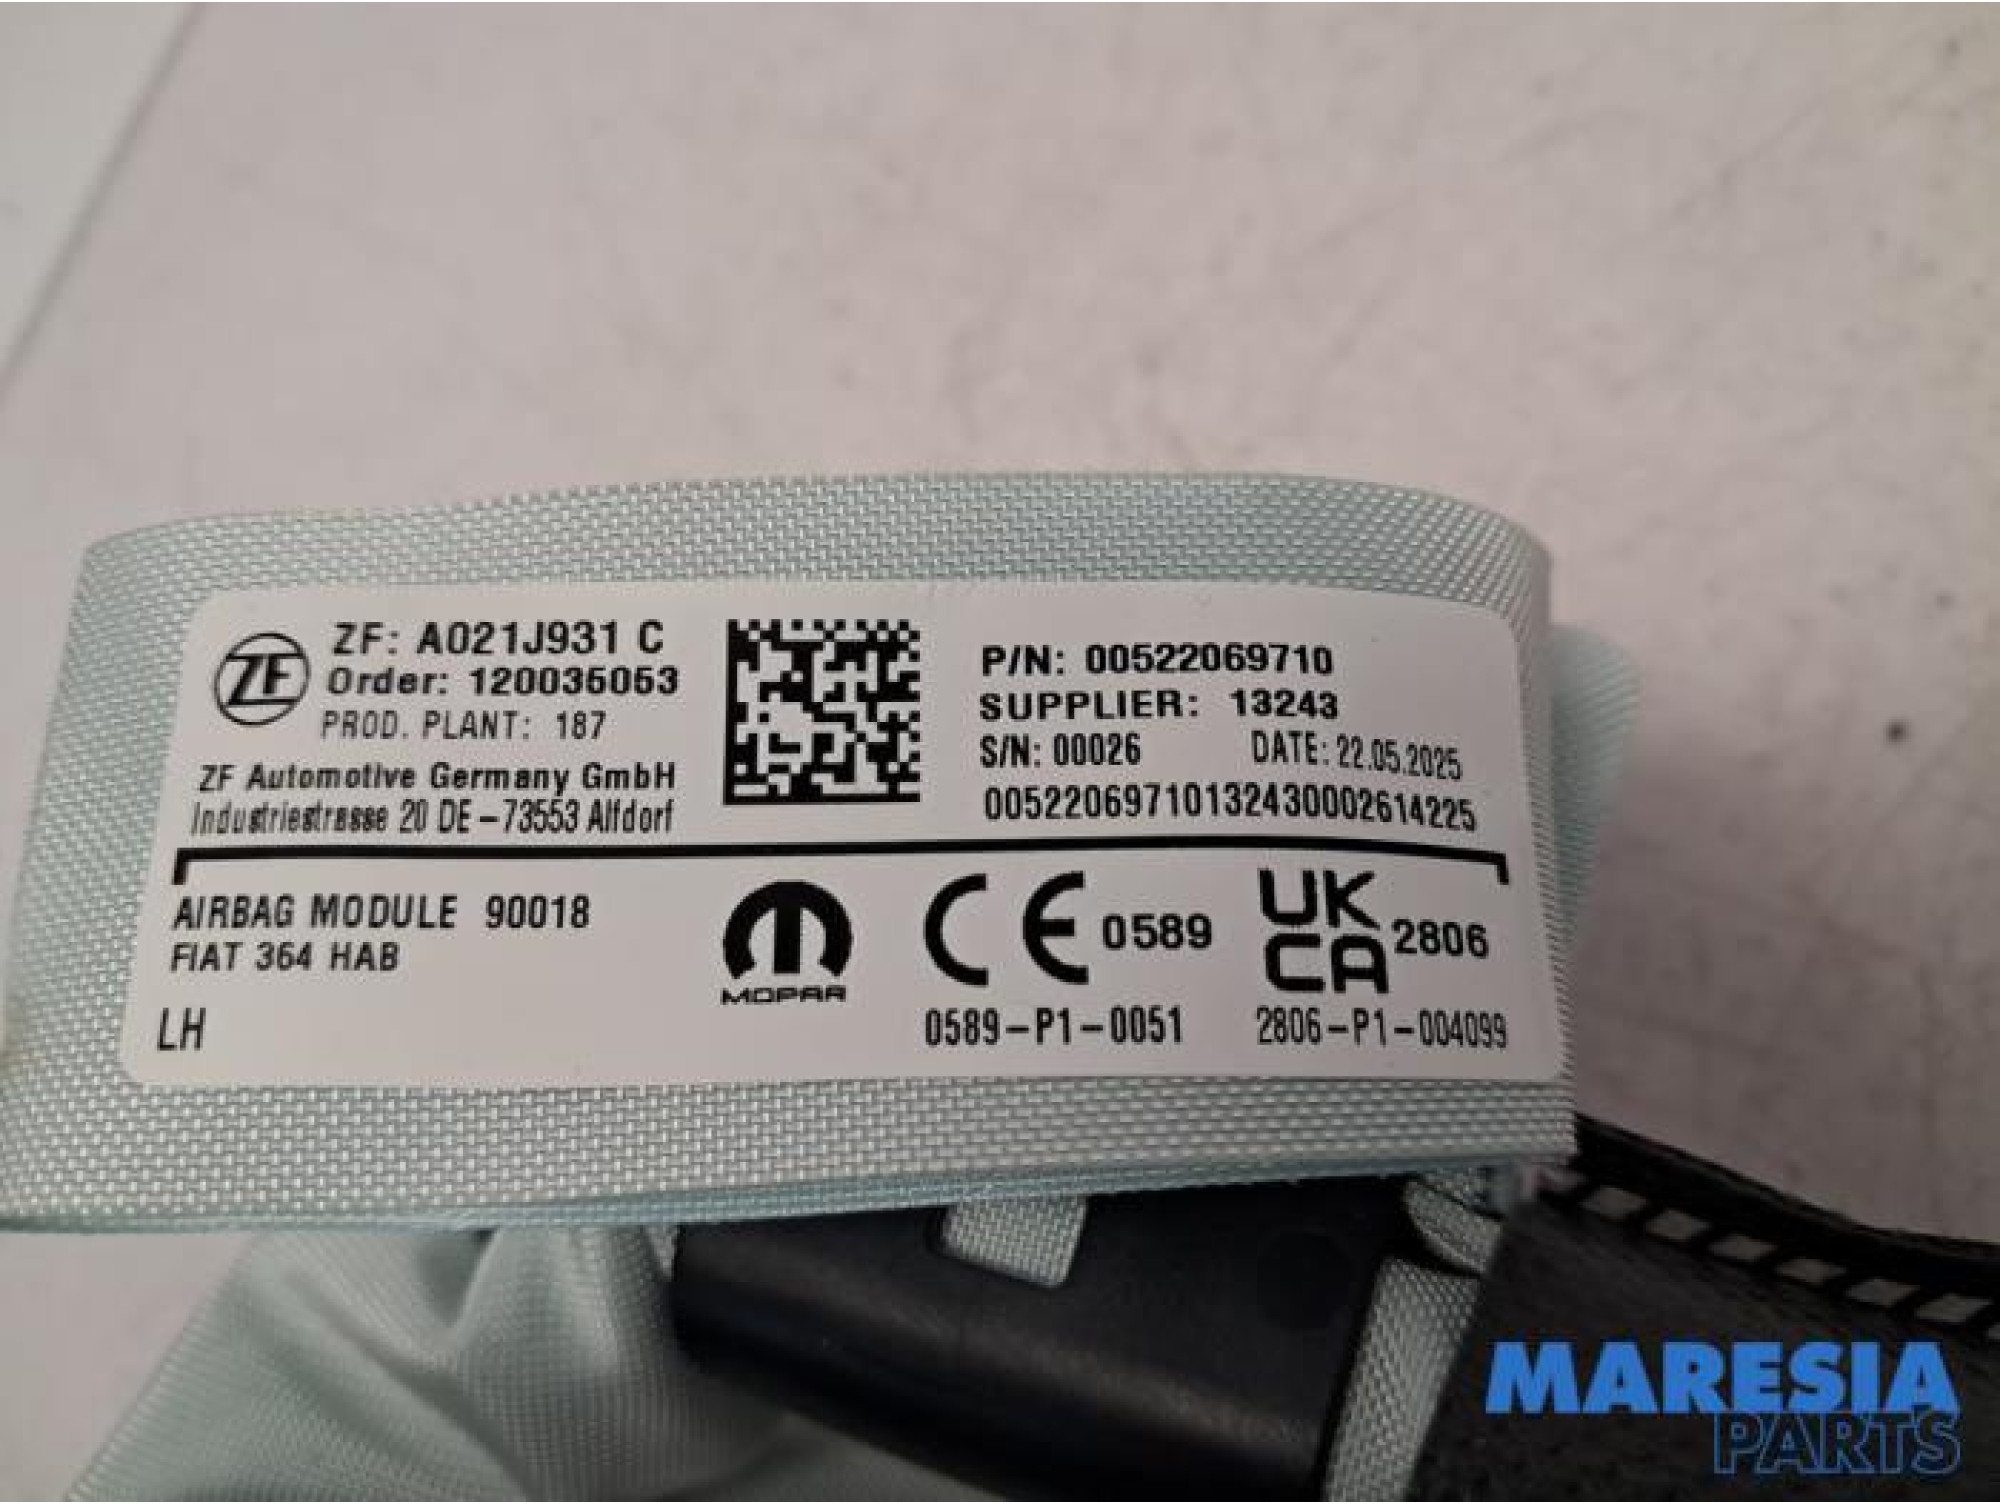 ZF
ZF: A021J931 C
Order: 120035053
PROD. PLANT: 187
ZF Automotive Germany GmbH
Industriestrasse 20 DE-73553 Alfdorf
P/N: 00522069710
SUPPLIER: 13243
S/N: 00026 DATE: 22.05.2025
00522069710132430002614225
AIRBAG MODULE 90018
FIAT 364 HAB
LH
MOPAR
CE 0589
0589-P1-0051
UK
CA 2806
2806-P1-004099
MARESIA
PARTS